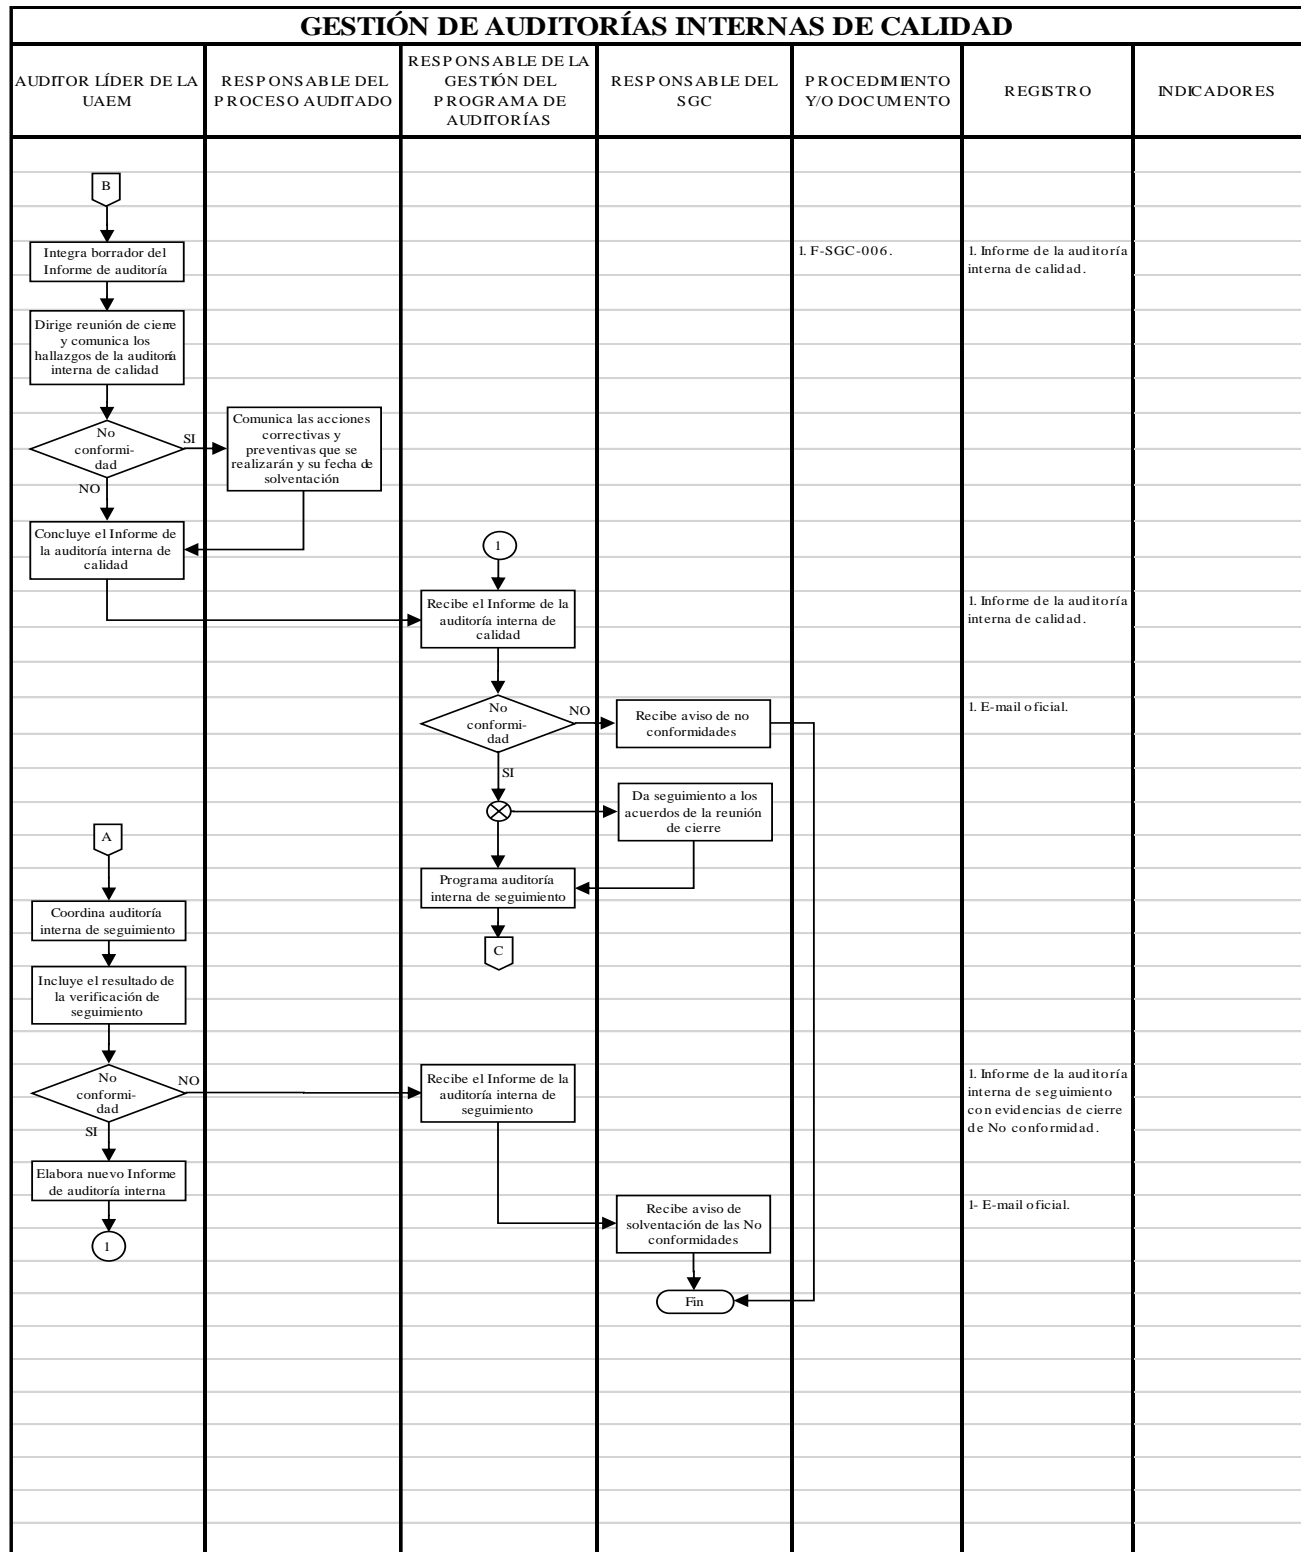 GESTIÓN DE AUDITORÍAS INTERNAS DE CALIDAD
AUDITOR LÍDER DE LA
UAEM
RESPONSABLE DEL
PROCESO AUDITADO
RESPONSABLE DE LA
GESTIÓN DEL
PROGRAMA DE
AUDITORÍAS
RESPONSABLE DEL
SGC
PROCEDIMIENTO
Y/O DOCUMENTO
REGISTRO
INDICADORES
B
Integra borrador del
Informe de auditoría
1. F-SGC-006.
1. Informe de la auditoría
interna de calidad.
Dirige reunión de cierre
y comunica los
hallazgos de la auditoría
interna de calidad
No
conformi-
dad
SI
NO
Comunica las acciones
correctivas y
preventivas que se
realizarán y su fecha de
solventación
Concluye el Informe de
la auditoría interna de
calidad
1
Recibe el Informe de la
auditoría interna de
calidad
1. Informe de la auditoría
interna de calidad.
No
conformi-
dad
NO
SI
Recibe aviso de no
conformidades
1. E-mail oficial.
Da seguimiento a los
acuerdos de la reunión
de cierre
A
Programa auditoría
interna de seguimiento
C
Coordina auditoría
interna de seguimiento
Incluye el resultado de
la verificación de
seguimiento
No
conformi-
dad
NO
SI
Recibe el Informe de la
auditoría interna de
seguimiento
1. Informe de la auditoría
interna de seguimiento
con evidencias de cierre
de No conformidad.
Elabora nuevo Informe
de auditoría interna
1
Recibe aviso de
solventación de las No
conformidades
1- E-mail oficial.
Fin